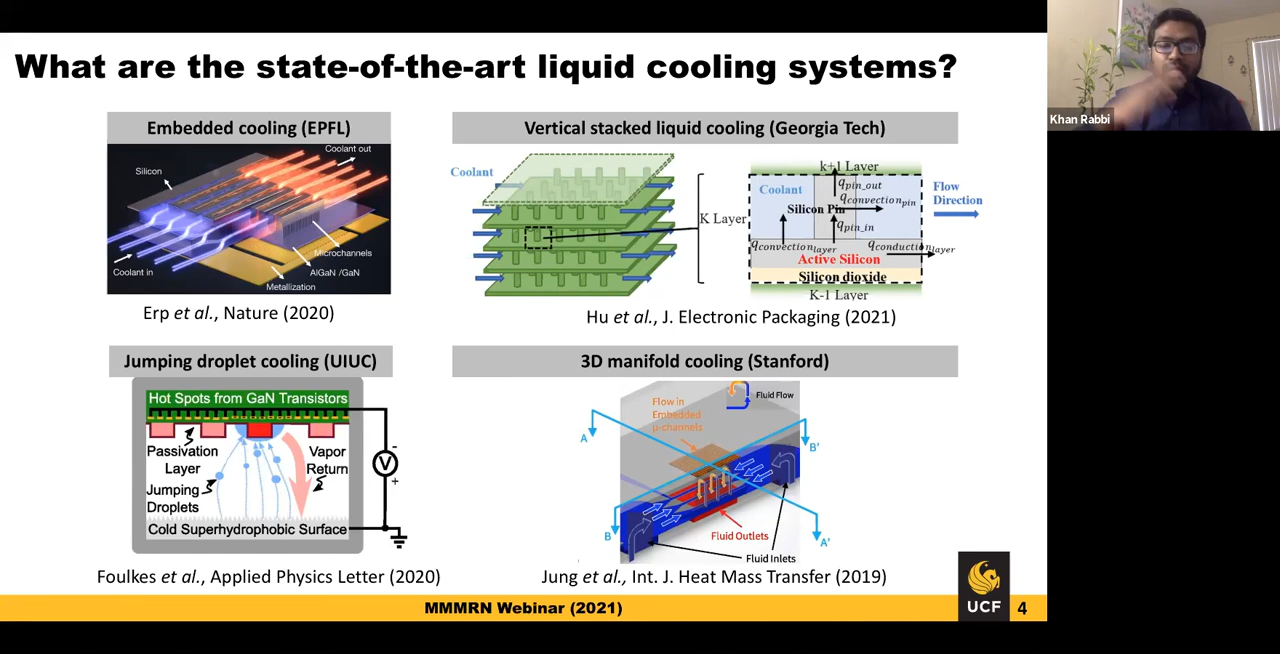 What are the state-of-the-art liquid cooling systems?
Khan Rabbi
Embedded cooling (EPFL)
Coolant out
Silicon
Microchannels
Coolant in
AlGaN /GaN
Metallization
Erp et al., Nature (2020)
Vertical stacked liquid cooling (Georgia Tech)
Coolant
K Layer
k+1 Layer
Coolant
qpin_out
qconvectionpin
Silicon Pin
Flow
Direction
qpin_in
qconvectionlayer
qconductionlayer
Active Silicon
Silicon dioxide
K-1 Layer
Hu et al., J. Electronic Packaging (2021)
Jumping droplet cooling (UIUC)
Hot Spots from GaN Transistors
Passivation
Layer
Vapor
Return
Jumping
Droplets
-
V
+
Cold Superhydrophobic Surface
Foulkes et al., Applied Physics Letter (2020)
3D manifold cooling (Stanford)
Fluid Flow
Flow in
Embedded
μ-channels
A
B'
B
A'
Fluid Outlets
Fluid Inlets
Jung et al., Int. J. Heat Mass Transfer (2019)
MMMRN Webinar (2021)
UCF
4